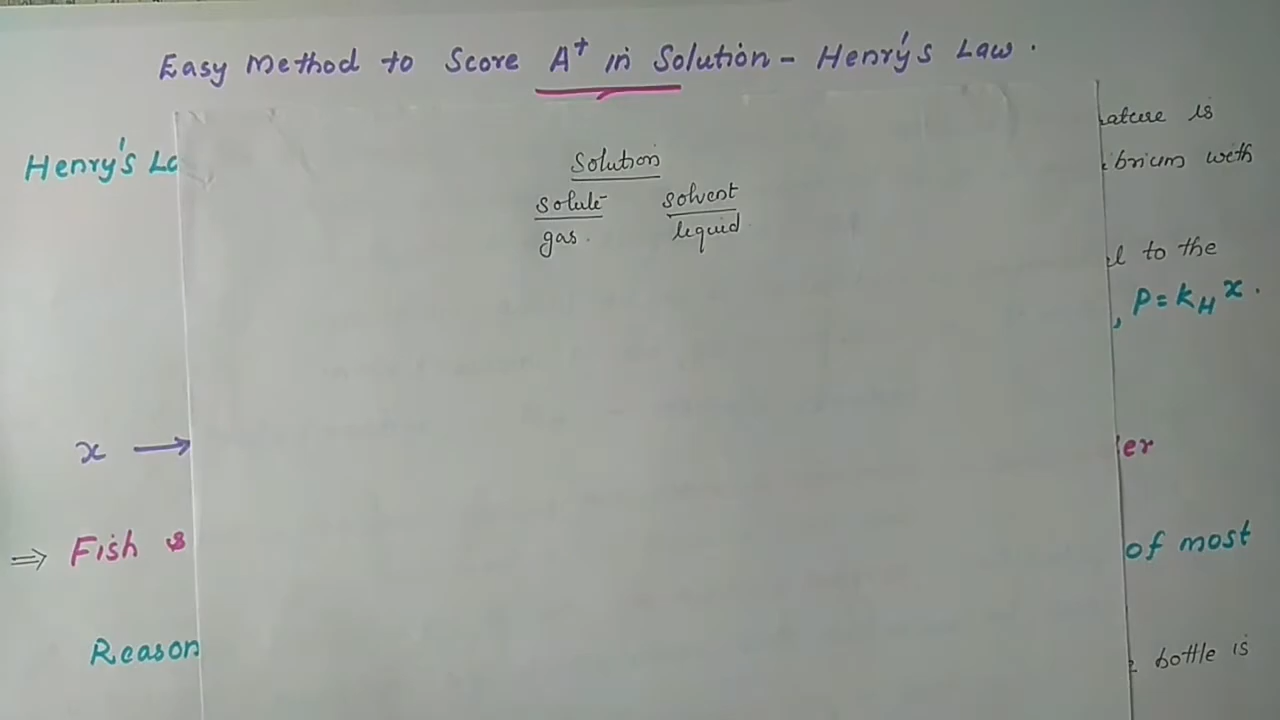 Easy Method to Score A+ in Solution - Henry's Law.
Henry's La
Solution
solute solvent
gas. liquid
ature is
brium with
l to the
, P = K_H x.
x →
er
⇒ Fish s
of most
Reason
bottle is